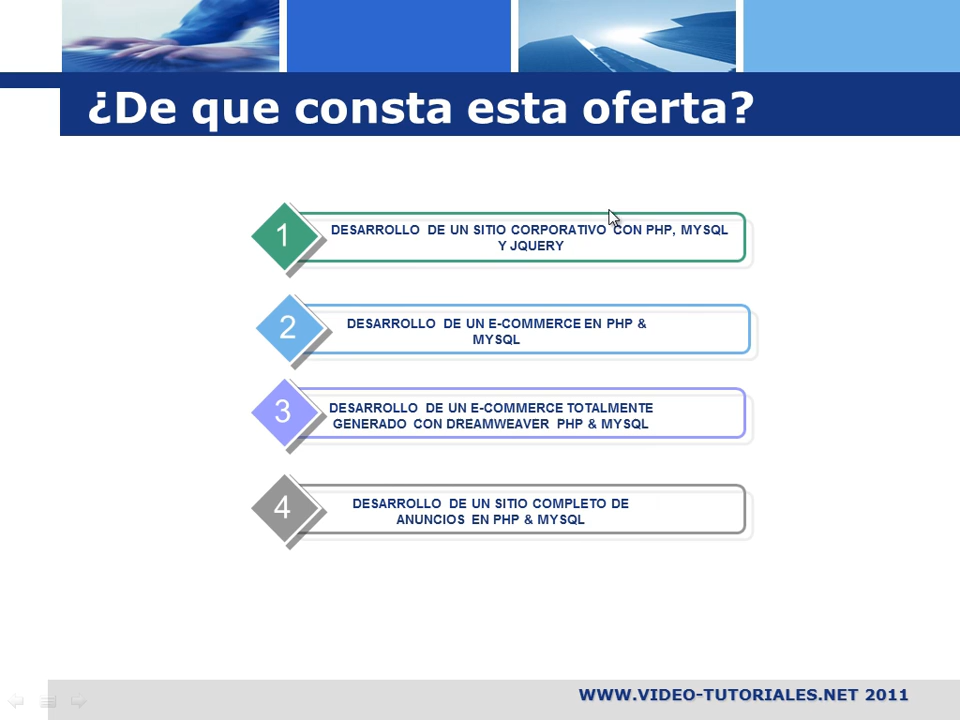 ¿De que consta esta oferta?
1
DESARROLLO DE UN SITIO CORPORATIVO CON PHP, MYSQL
Y JQUERY
2
DESARROLLO DE UN E-COMMERCE EN PHP &
MYSQL
3
DESARROLLO DE UN E-COMMERCE TOTALMENTE
GENERADO CON DREAMWEAVER PHP & MYSQL
4
DESARROLLO DE UN SITIO COMPLETO DE
ANUNCIOS EN PHP & MYSQL
WWW.VIDEO-TUTORIALES.NET 2011